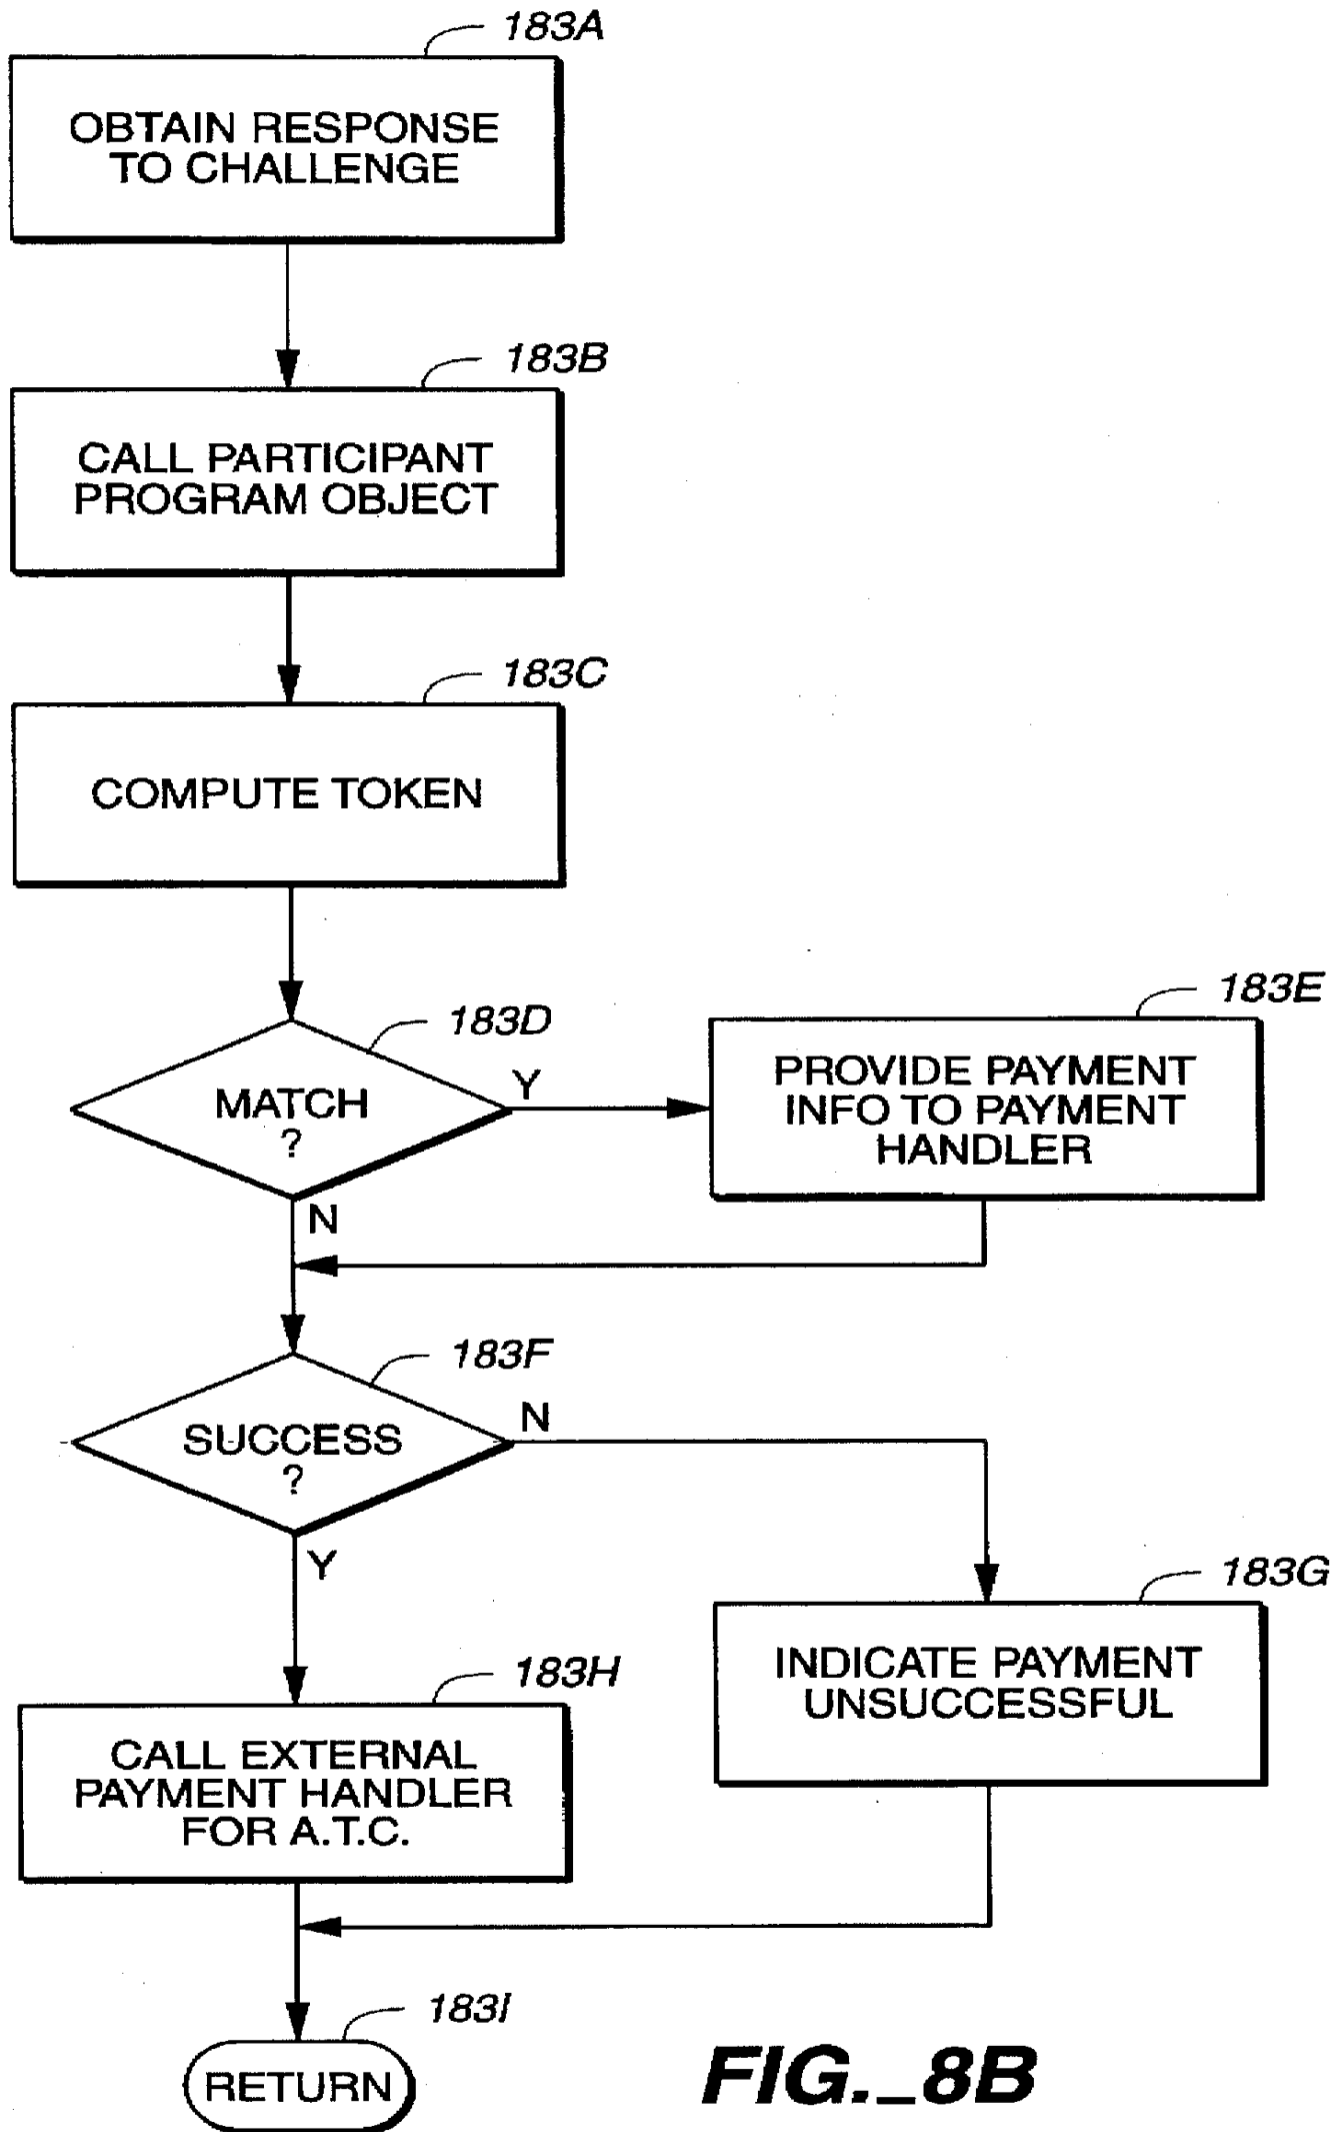 183A
OBTAIN RESPONSE
TO CHALLENGE
183B
CALL PARTICIPANT
PROGRAM OBJECT
183C
COMPUTE TOKEN
183D
MATCH
?
Y
N
183E
PROVIDE PAYMENT
INFO TO PAYMENT
HANDLER
183F
SUCCESS
?
N
Y
183G
INDICATE PAYMENT
UNSUCCESSFUL
183H
CALL EXTERNAL
PAYMENT HANDLER
FOR A.T.C.
183I
RETURN
FIG._8B